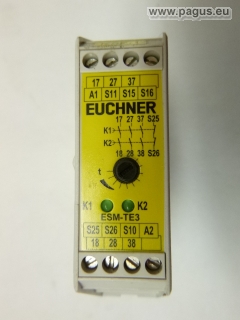 © www.pagus.eu
17 27 37
A1 S11 S15 S16
EUCHNER
17 27 37 S25
K1
K2
18 28 38 S26
t
K1 K2
ESM-TE3
S25 S26 S10 A2
18 28 38